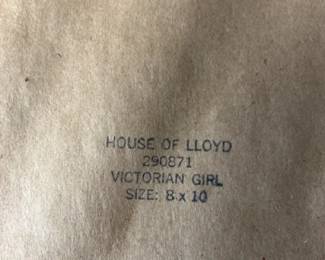 HOUSE OF LLOYD
290871
VICTORIAN GIRL
SIZE: 8 x 10